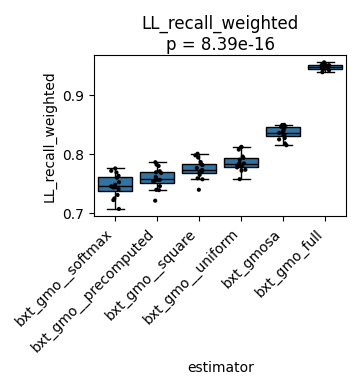 LL_recall_weighted
p = 8.39e-16
LL_recall_weighted
0.9
0.8
0.7
bxt_gmo__softmax
bxt_gmo__precomputed
bxt_gmo__square
bxt_gmo__uniform
bxt_gmosa
bxt_gmo_full
estimator